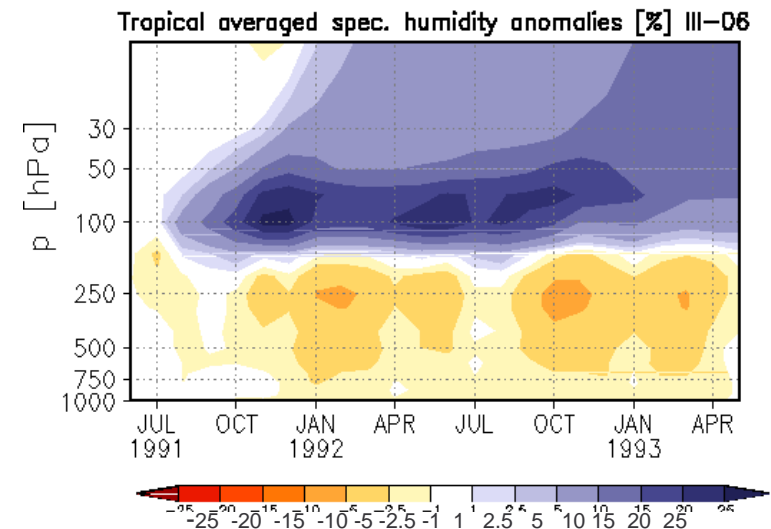 Tropical averaged spec. humidity anomalies [%] III-06
p [hPa]
30
50
100
250
500
750
1000
JUL OCT JAN APR JUL OCT JAN APR
1991 1992 1993
-25 -20 -15 -10 -5 -2.5 -1 1 2.5 5 10 15 20 25